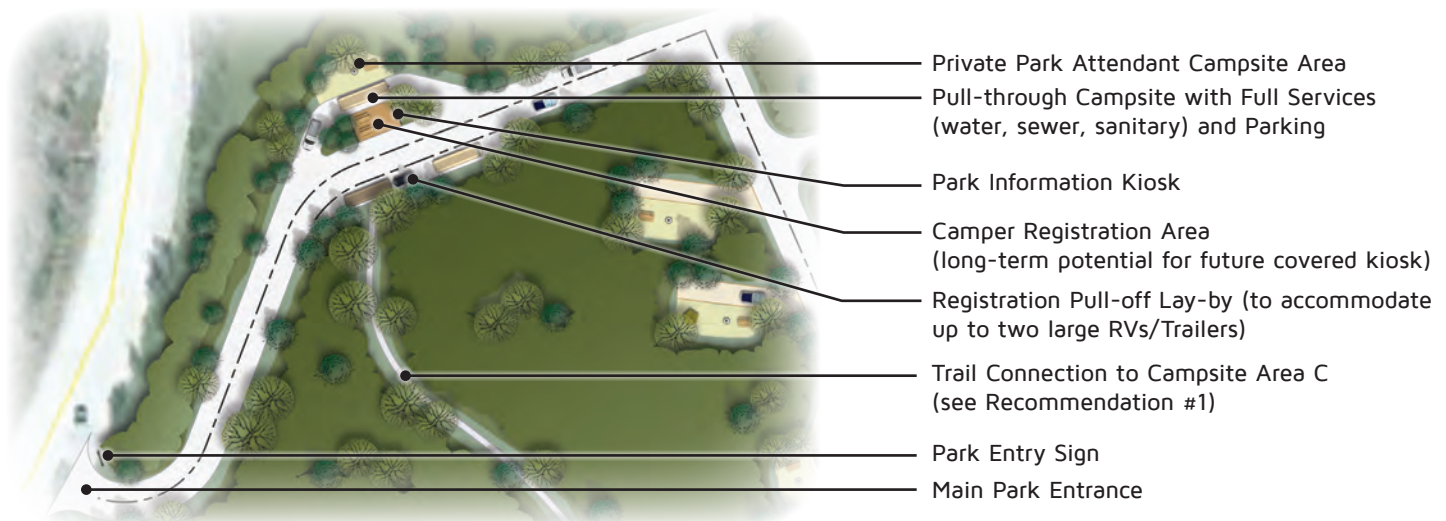 Private Park Attendant Campsite Area
Pull-through Campsite with Full Services
(water, sewer, sanitary) and Parking
Park Information Kiosk
Camper Registration Area
(long-term potential for future covered kiosk)
Registration Pull-off Lay-by (to accommodate
up to two large RVs/Trailers)
Trail Connection to Campsite Area C
(see Recommendation #1)
Park Entry Sign
Main Park Entrance